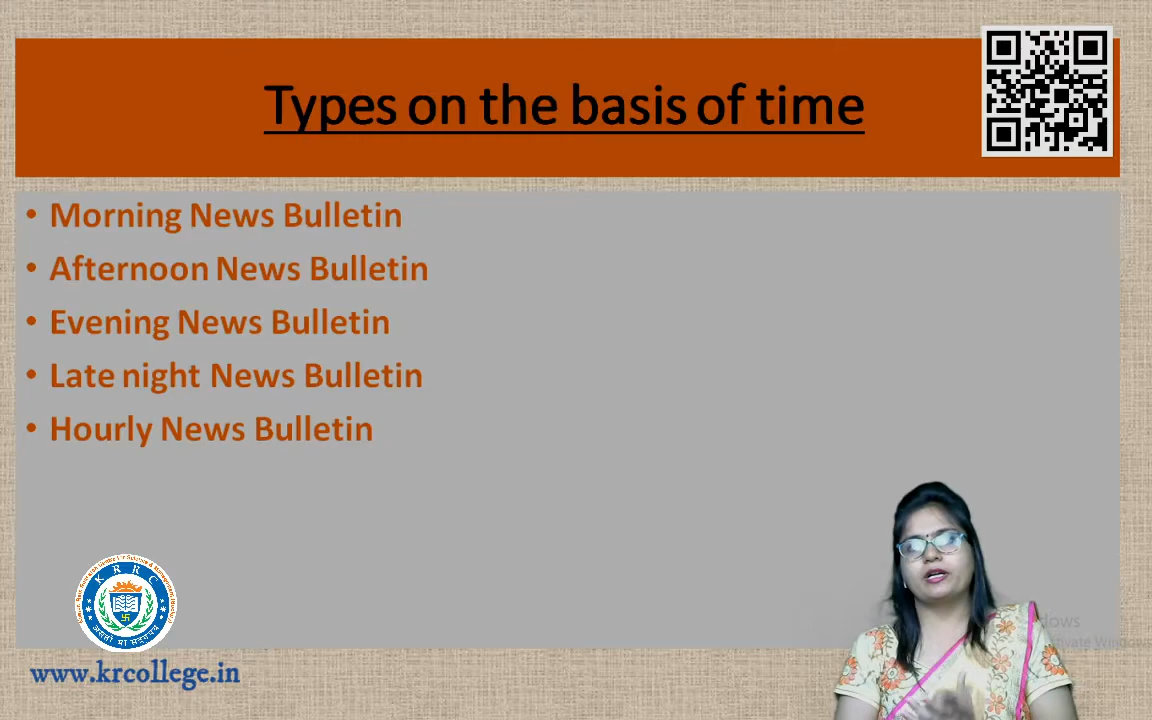 Types on the basis of time
• Morning News Bulletin
• Afternoon News Bulletin
• Evening News Bulletin
• Late night News Bulletin
• Hourly News Bulletin
K R R C
www.krcollege.in